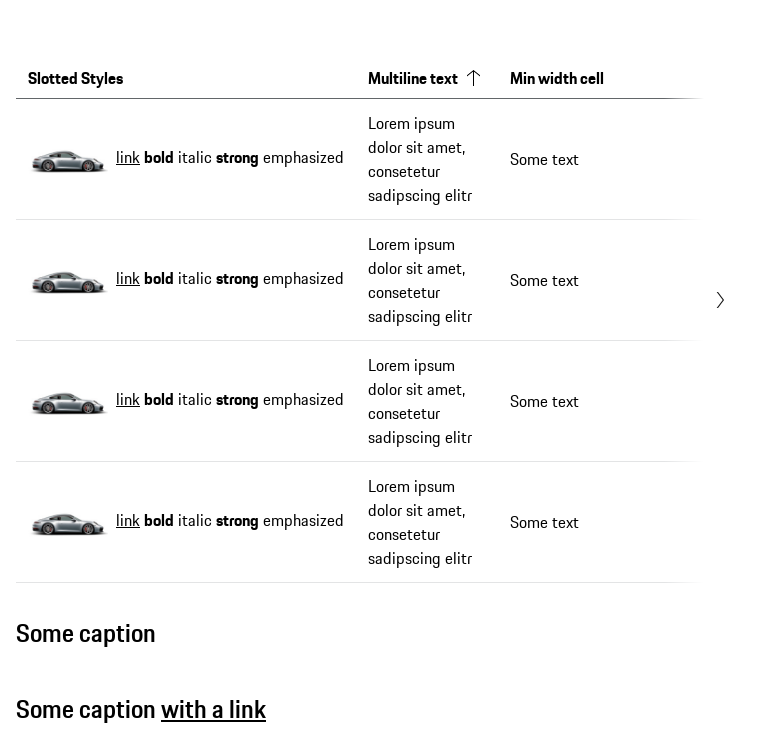 Slotted Styles Multiline text Min width cell
link bold italic strong emphasized
Lorem ipsum
dolor sit amet,
consetetur
sadipscing elitr
Some text
link bold italic strong emphasized
Lorem ipsum
dolor sit amet,
consetetur
sadipscing elitr
Some text
link bold italic strong emphasized
Lorem ipsum
dolor sit amet,
consetetur
sadipscing elitr
Some text
link bold italic strong emphasized
Lorem ipsum
dolor sit amet,
consetetur
sadipscing elitr
Some text
Some caption
Some caption with a link